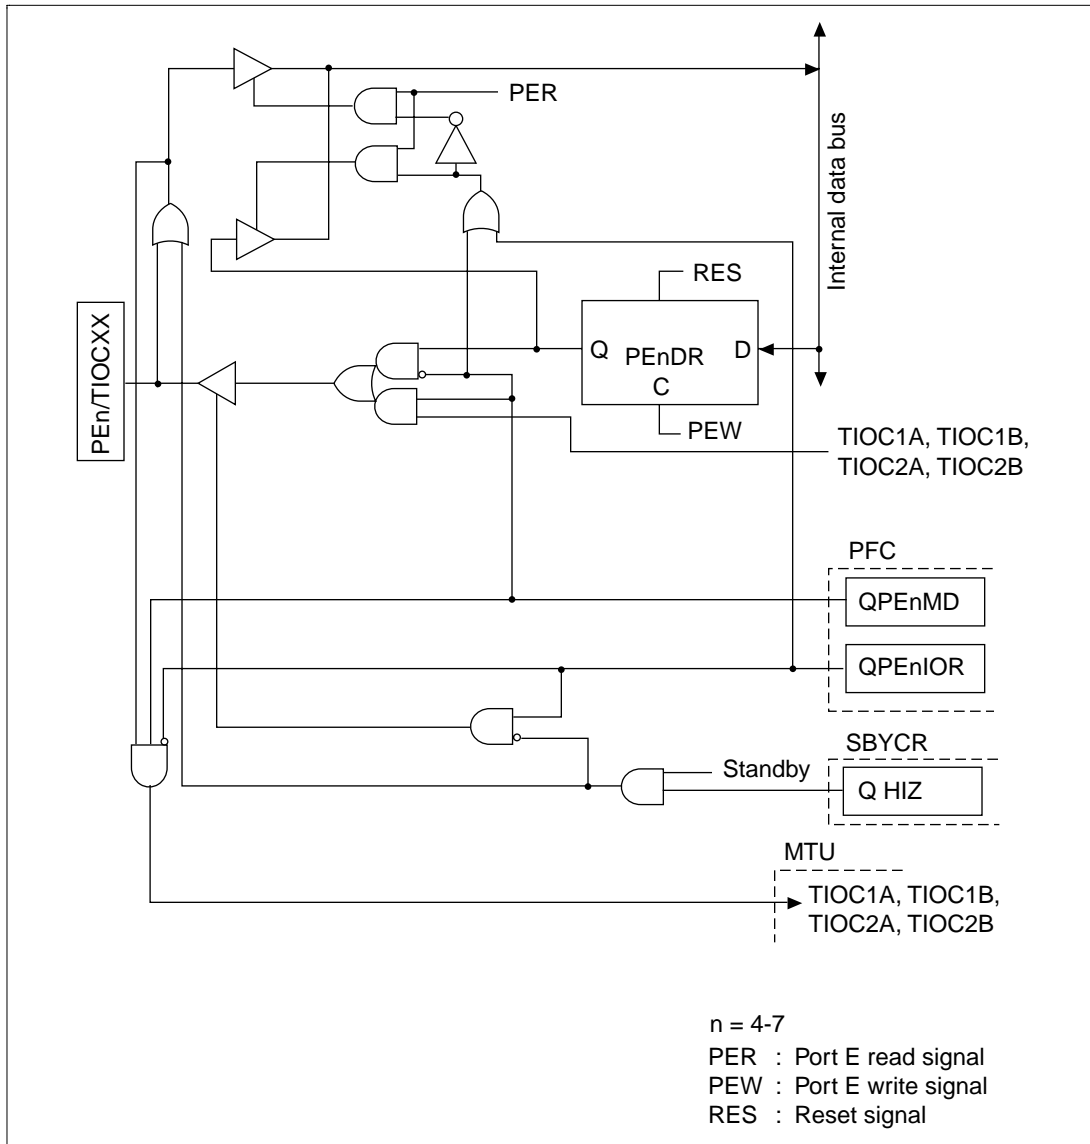 PER
Internal data bus
RES
PEn/TIOCXX
Q
PEnDR
D
C
PEW
TIOC1A, TIOC1B,
TIOC2A, TIOC2B
PFC
QPEnMD
QPEnIOR
SBYCR
Standby
Q HIZ
MTU
TIOC1A, TIOC1B,
TIOC2A, TIOC2B
n = 4-7
PER : Port E read signal
PEW : Port E write signal
RES : Reset signal